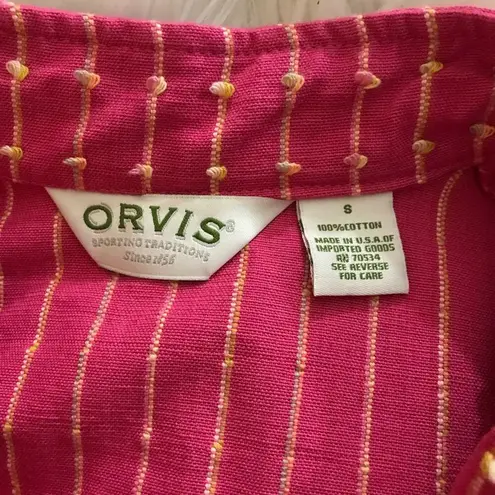 ORVIS®
SPORTING TRADITIONS
Since 1856
S
100%COTTON
MADE IN U.S.A.OF
IMPORTED GOODS
RN 70534
SEE REVERSE
FOR CARE